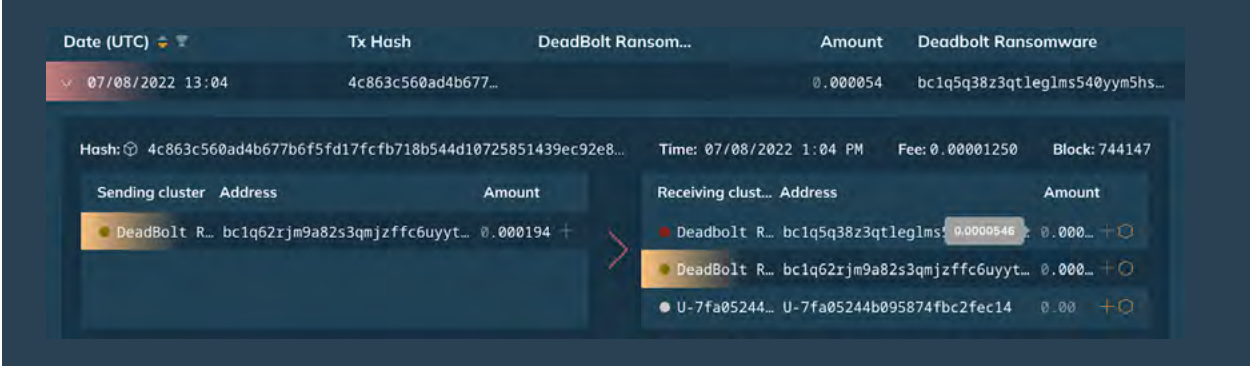 Date (UTC) Tx Hash DeadBolt Ransom... Amount Deadbolt Ransomware
07/08/2022 13:04 4c863c560ad4b677… 0.000054 bc1q5q38z3qtleglms540yym5hs…
Hash: 4c863c560ad4b677b6f5fd17fcfb718b544d10725851439ec92e8… Time: 07/08/2022 1:04 PM Fee: 0.00001250 Block: 744147
Sending cluster Address Amount Receiving clust... Address Amount
DeadBolt R… bc1q62rjm9a82s3qmjzffc6uyyt… 0.000194 + Deadbolt R… bc1q5q38z3qtleglms 0.0000546 0.000… +
DeadBolt R… bc1q62rjm9a82s3qmjzffc6uyyt… 0.000… +
U-7fa05244… U-7fa05244b095874fbc2fec14 0.00 +